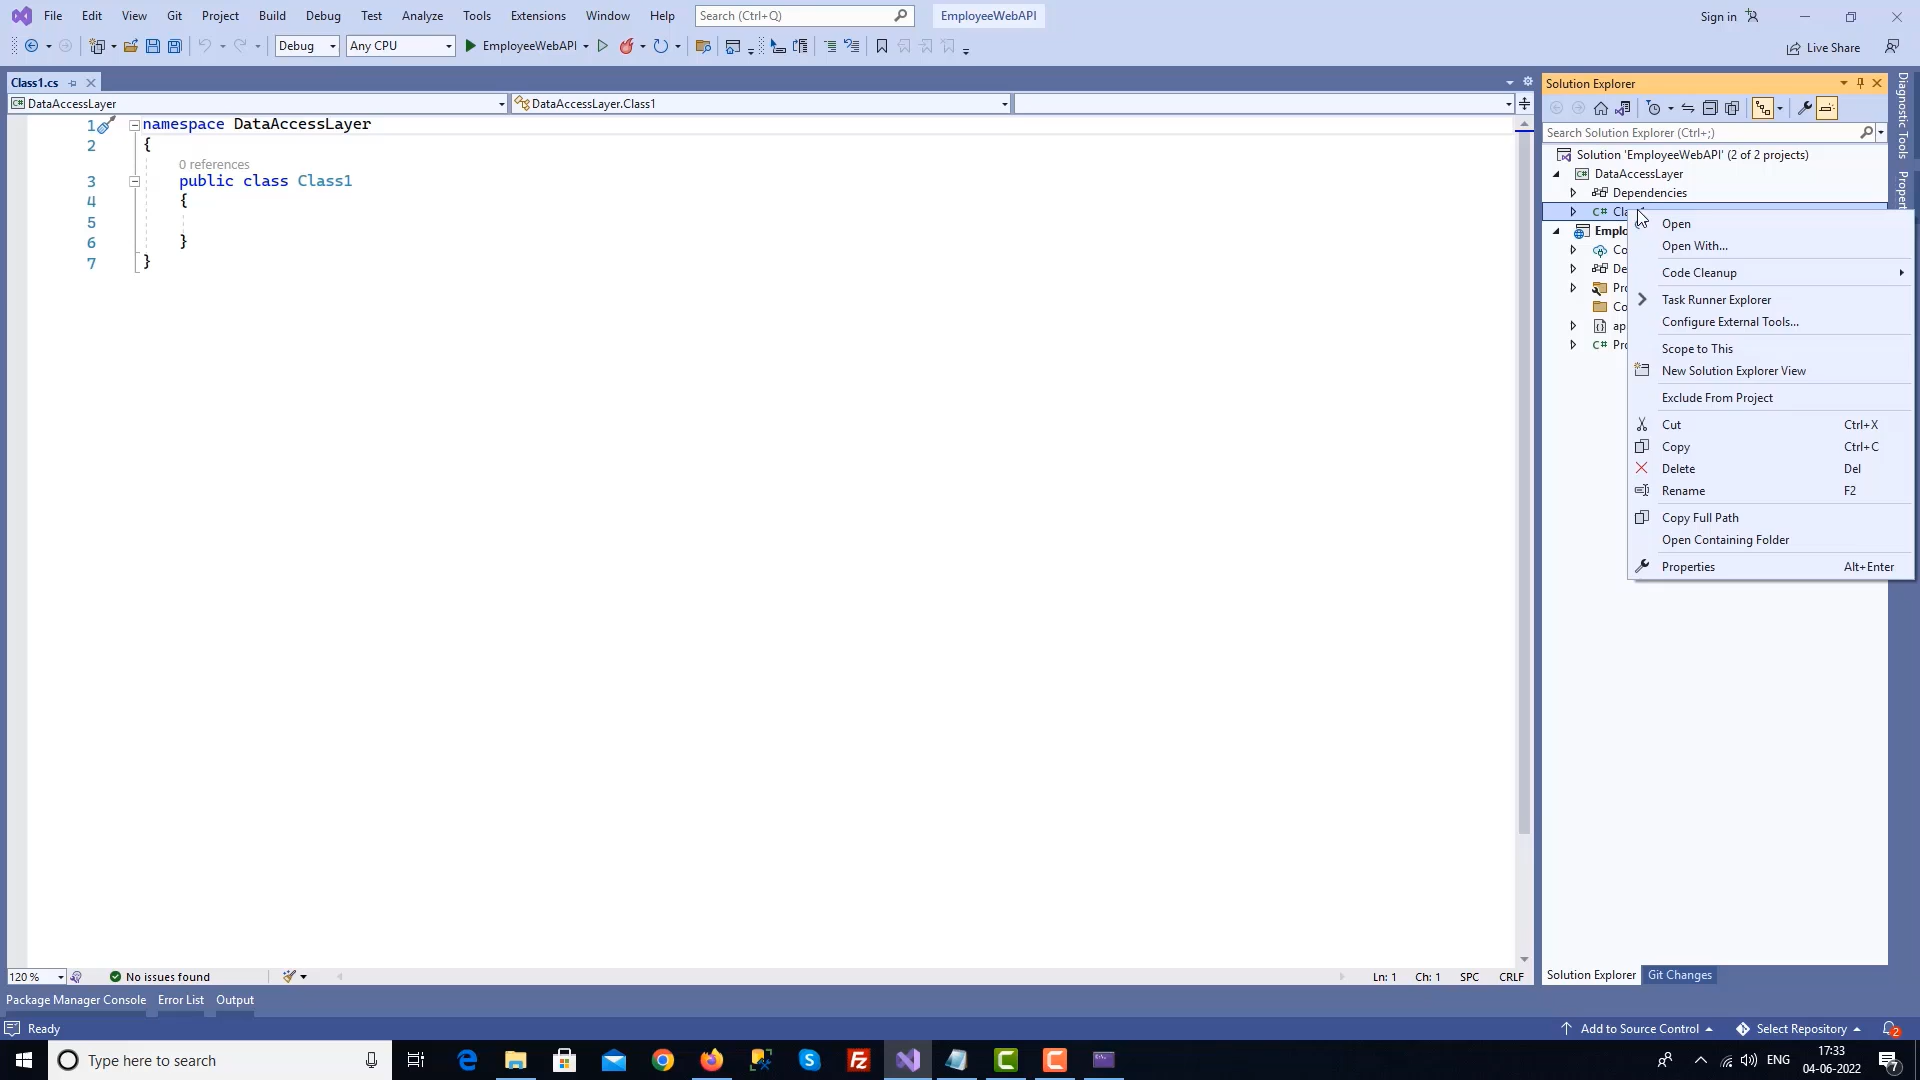 File Edit View Git Project Build Debug Test Analyze Tools Extensions Window Help Search (Ctrl+Q) EmployeeWebAPI Sign in
Debug Any CPU EmployeeWebAPI Live Share
Class1.cs
DataAccessLayer DataAccessLayer.Class1
1 namespace DataAccessLayer
2 {
0 references
3 public class Class1
4 {
5
6 }
7 }
Solution Explorer
Search Solution Explorer (Ctrl+;)
Solution 'EmployeeWebAPI' (2 of 2 projects)
DataAccessLayer
Dependencies
C# Cla
Emplo
Co
De
Pro
Co
ap
C# Pro
Open
Open With...
Code Cleanup
Task Runner Explorer
Configure External Tools...
Scope to This
New Solution Explorer View
Exclude From Project
Cut Ctrl+X
Copy Ctrl+C
Delete Del
Rename F2
Copy Full Path
Open Containing Folder
Properties Alt+Enter
Diagnostic Tools
Propert
120 % No issues found Ln: 1 Ch: 1 SPC CRLF
Solution Explorer Git Changes
Package Manager Console Error List Output
Ready Add to Source Control Select Repository 2
Type here to search ENG 17:33
04-06-2022 7